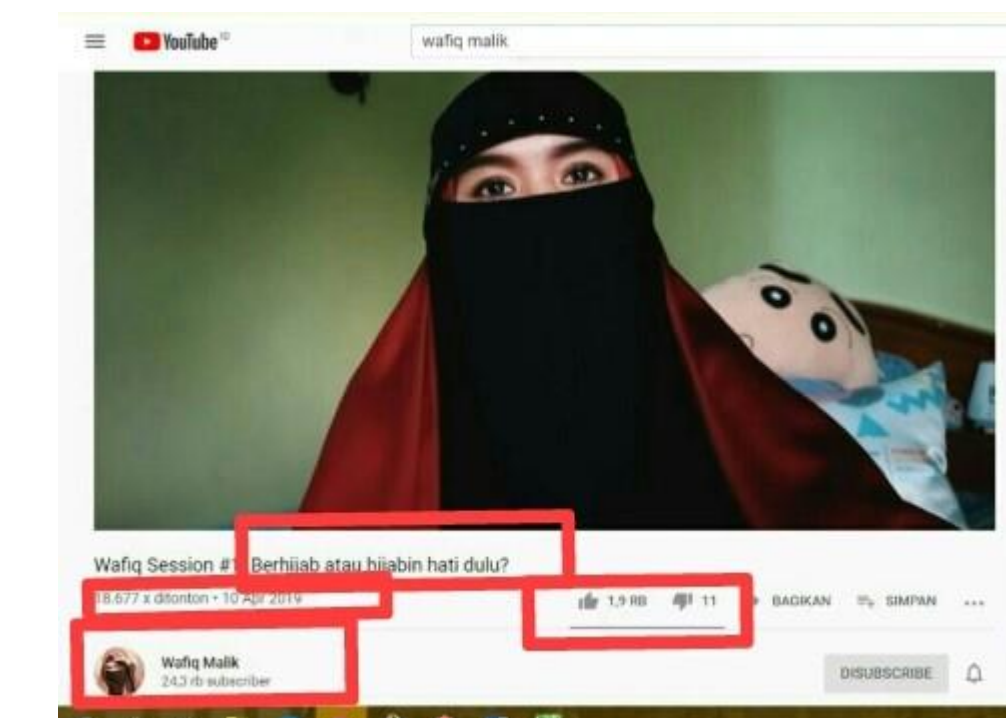 YouTube ID
wafiq malik
Wafiq Session #1 Berhijab atau hijabin hati dulu?
18.677 x ditonton • 10 Apr 2019
1,9 RB 11 BAGIKAN SIMPAN
Wafiq Malik
24,3 rb subscriber
DISUBSCRIBE